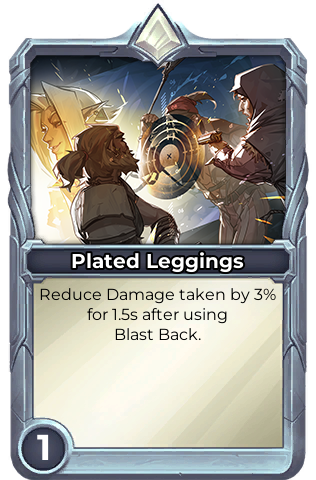 Plated Leggings
Reduce Damage taken by 3%
for 1.5s after using
Blast Back.
1